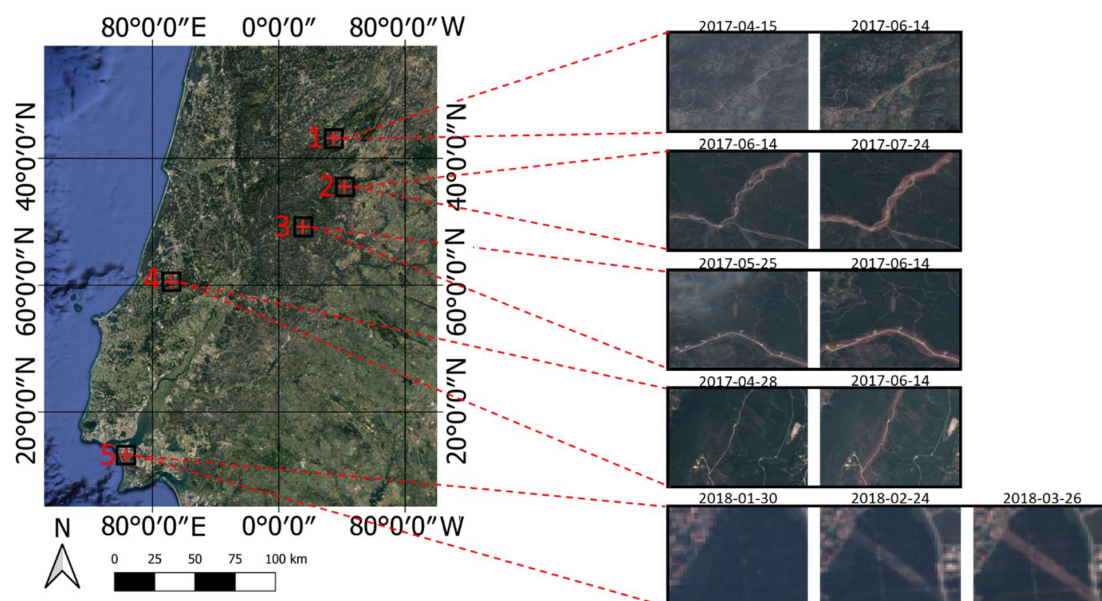 80°0′0″E 0°0′0″ 80°0′0″W
40°0′0″N
60°0′0″N
20°0′0″N
1
2
3
4
5
40°0′0″N
60°0′0″N
20°0′0″N
80°0′0″E 0°0′0″ 80°0′0″W
N
0 25 50 75 100 km
2017-04-15 2017-06-14
2017-06-14 2017-07-24
2017-05-25 2017-06-14
2017-04-28 2017-06-14
2018-01-30 2018-02-24 2018-03-26